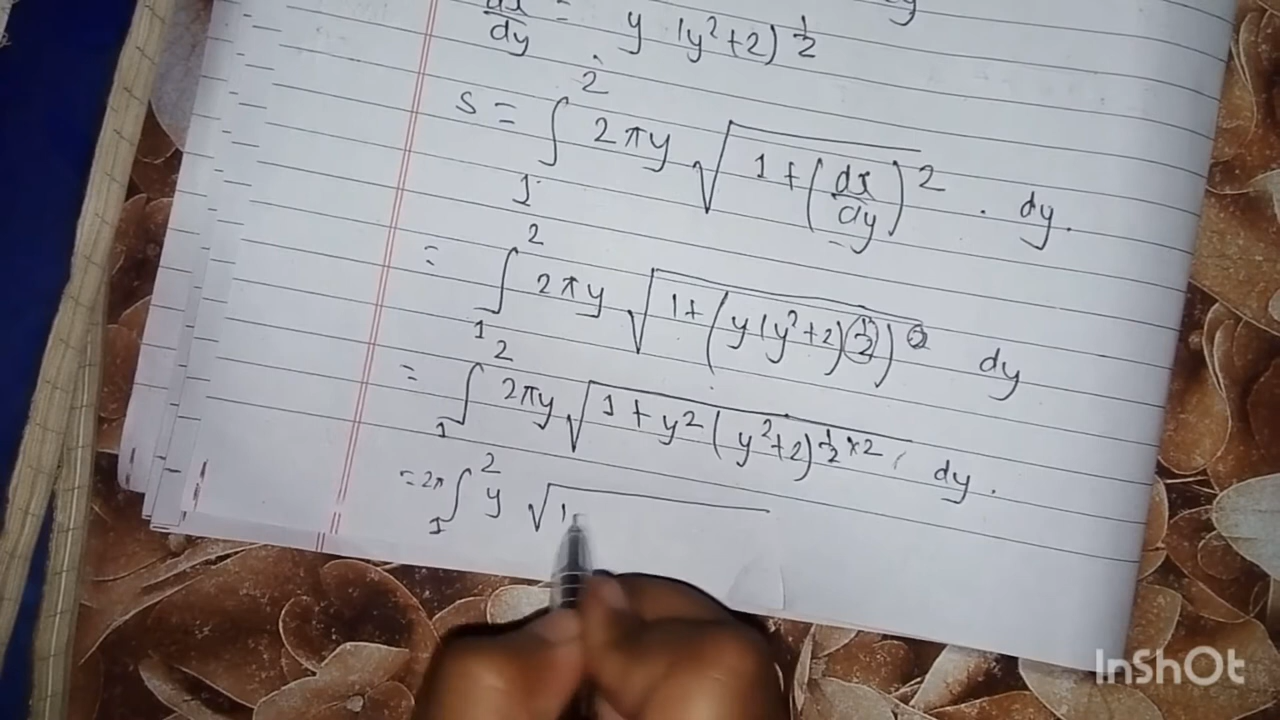 dx/dy = y (y²+2)^½
S = ∫₁² 2πy √(1+(dx/dy)²) . dy.
= ∫₁² 2πy √(1+(y(y²+2)^½)²) dy
= ∫₁² 2πy √(1+y²(y²+2)^(½×2)) dy.
= 2π ∫₁² y √1
InShOt